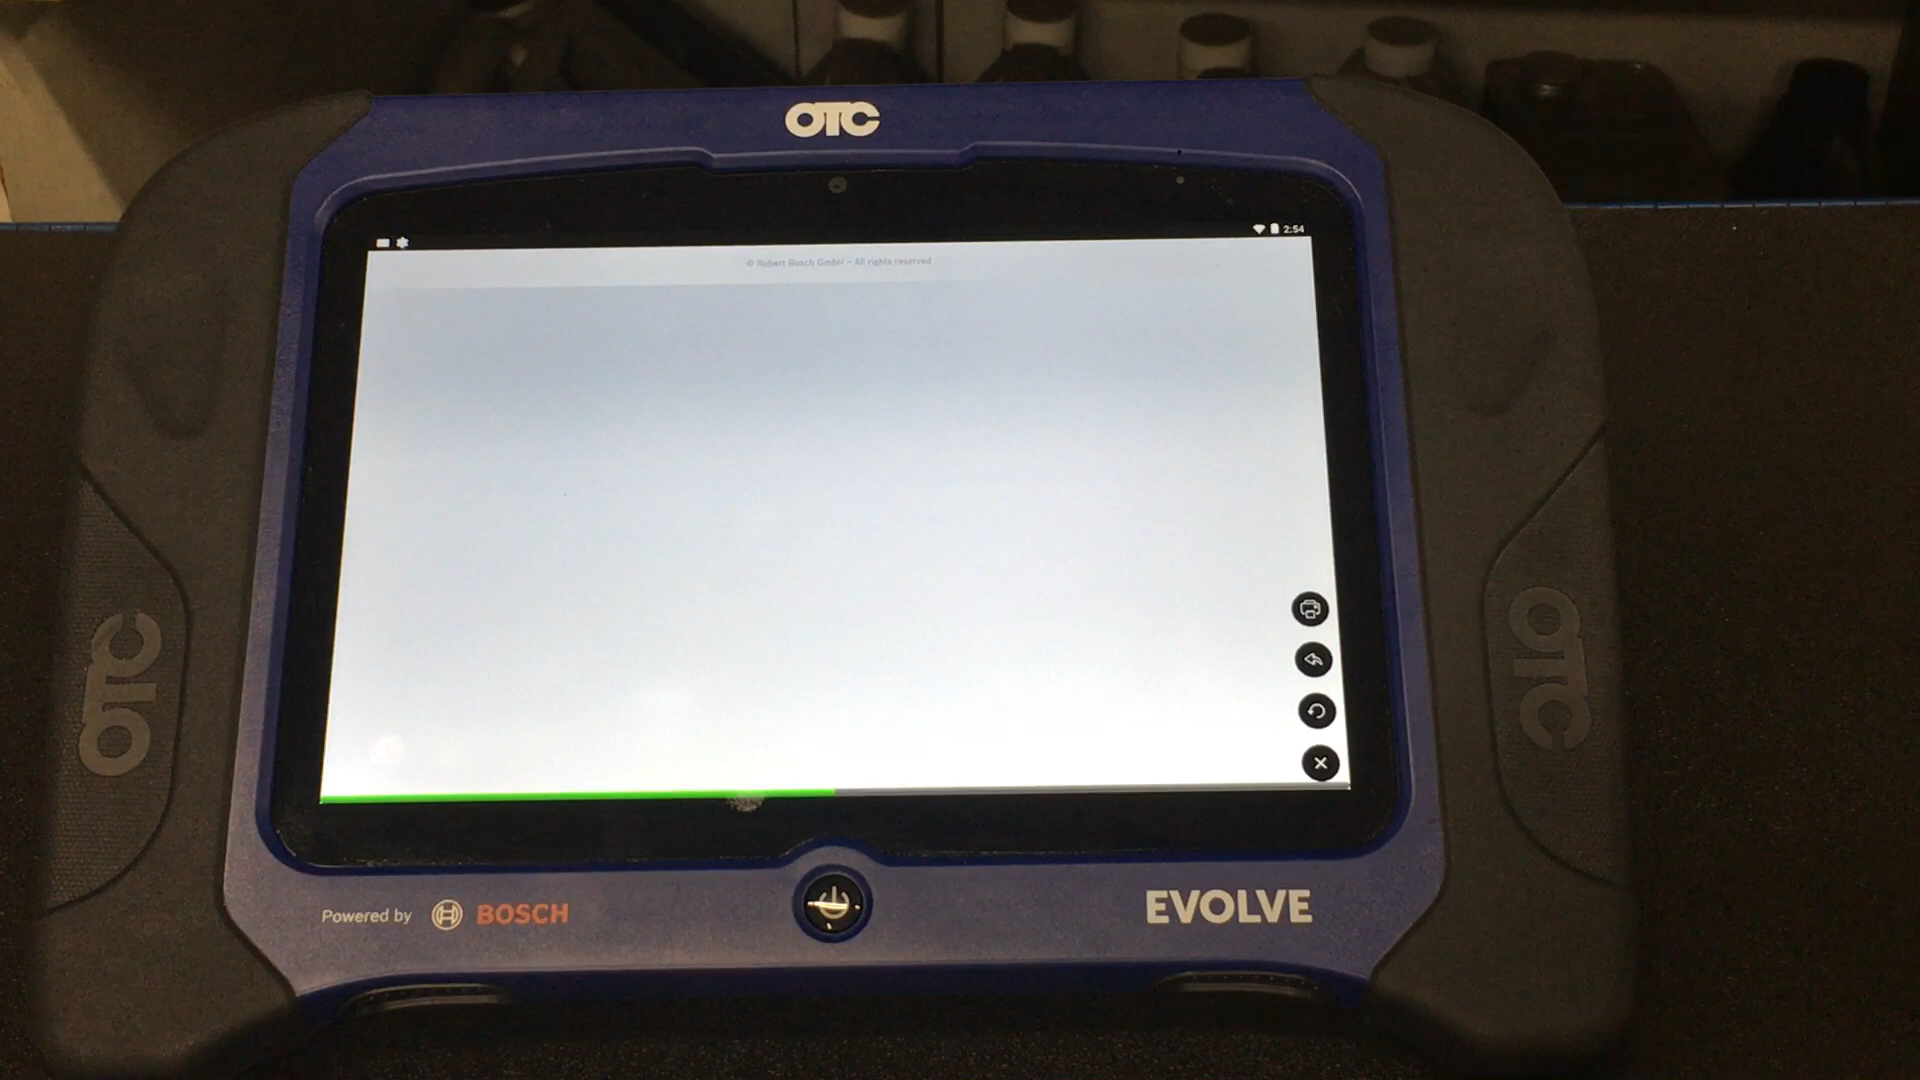 OTC
2:54
© Robert Bosch GmbH – All rights reserved
OTC
OTC
Powered by BOSCH
EVOLVE